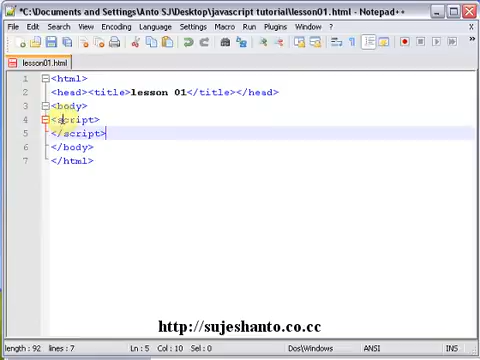 *C:\Documents and Settings\Anto SJ\Desktop\javascript tutorial\lesson01.html - Notepad++
File Edit Search View Encoding Language Settings Macro Run Plugins Window ? X
lesson01.html
1 <html>
2 <head><title>lesson 01</title></head>
3 <body>
4 <script>
5 </script>
6 </body>
7 </html>
http://sujeshanto.co.cc
length : 92 lines : 7 Ln : 5 Col : 10 Sel : 0 Dos\Windows ANSI INS